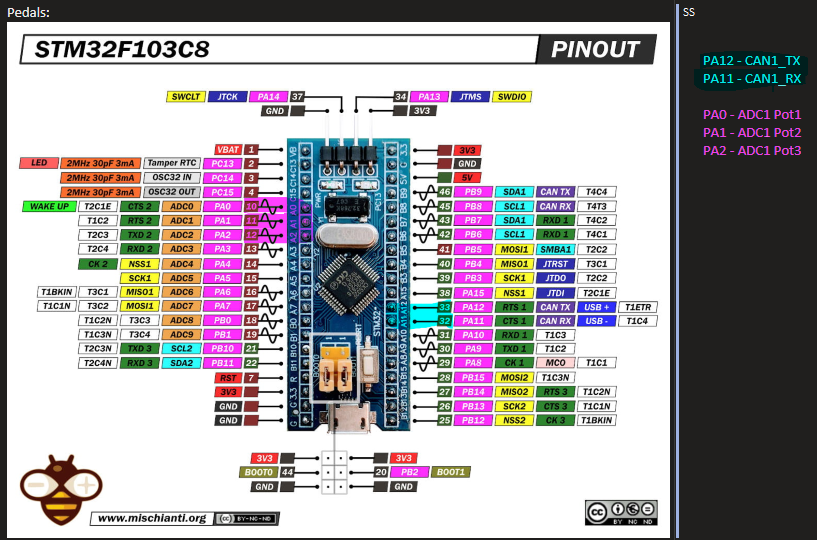 Pedals:
SS
STM32F103C8 PINOUT
PA12 - CAN1_TX
PA11 - CAN1_RX
PA0 - ADC1 Pot1
PA1 - ADC1 Pot2
PA2 - ADC1 Pot3
SWCLT JTCK PA14 37
34 PA13 JTMS SWDIO
GND
3V3
VBAT 1
3V3
LED 2MHz 30pF 3mA Tamper RTC PC13 2
GND
2MHz 30pF 3mA OSC32 IN PC14 3
5V
2MHz 30pF 3mA OSC32 OUT PC15 4
46 PB9 SDA1 CAN TX T4C4
WAKE UP T2C1E CTS 2 ADC0 PA0 10
45 PB8 SCL1 CAN RX T4T3
T1C2 RTS 2 ADC1 PA1 11
43 PB7 SDA1 RXD 1 T4C2
T2C3 TXD 2 ADC2 PA2 12
42 PB6 SCL1 TXD 1 T4C1
T2C4 RXD 2 ADC3 PA3 13
41 PB5 MOSI1 SMBA1 T2C2
CK 2 NSS1 ADC4 PA4 14
40 PB4 MISO1 JTRST T3C1
SCK1 ADC5 PA5 15
39 PB3 SCK1 JTDO T2C2
T1BKIN T3C1 MISO1 ADC6 PA6 16
38 PA15 NSS1 JTDI T2C1E
T1C1N T3C2 MOSI1 ADC7 PA7 17
33 PA12 RTS 1 CAN TX USB + T1ETR
T1C2N T3C3 ADC8 PB0 18
32 PA11 CTS 1 CAN RX USB - T1C4
T1C3N T3C4 ADC9 PB1 19
31 PA10 RXD 1 T1C3
T2C3N TXD 3 SCL2 PB10 21
30 PA9 TXD 1 T1C2
T2C4N RXD 3 SDA2 PB11 22
29 PA8 CK 1 MCO T1C1
RST 7
28 PB15 MOSI2 T1C3N
3V3
27 PB14 MISO2 RTS 3 T1C2N
GND
26 PB13 SCK2 CTS 3 T1C1N
GND
25 PB12 NSS2 CK 3 T1BKIN
3V3
3V3
BOOT0 44
20 PB2 BOOT1
GND
GND
www.mischianti.org cc BY-NC-ND
cc BY NC ND